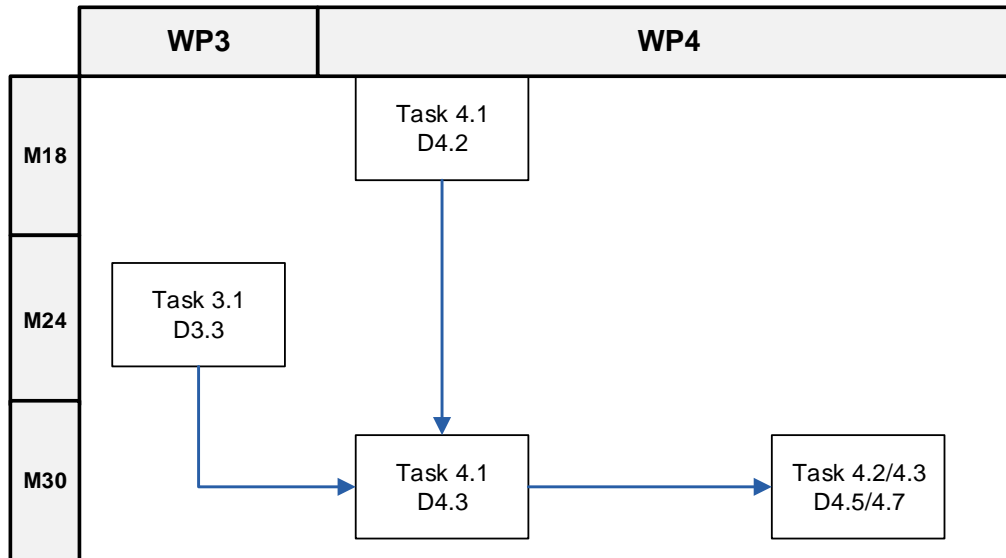 WP3
WP4
M18
Task 4.1
D4.2
M24
Task 3.1
D3.3
M30
Task 4.1
D4.3
Task 4.2/4.3
D4.5/4.7